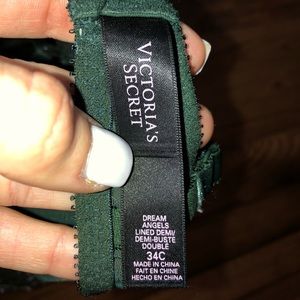 VICTORIA'S
SECRET
DREAM
ANGELS
LINED DEMI/
DEMI-BUSTE
DOUBLÉ
34C
MADE IN CHINA
FAIT EN CHINE
HECHO EN CHINA